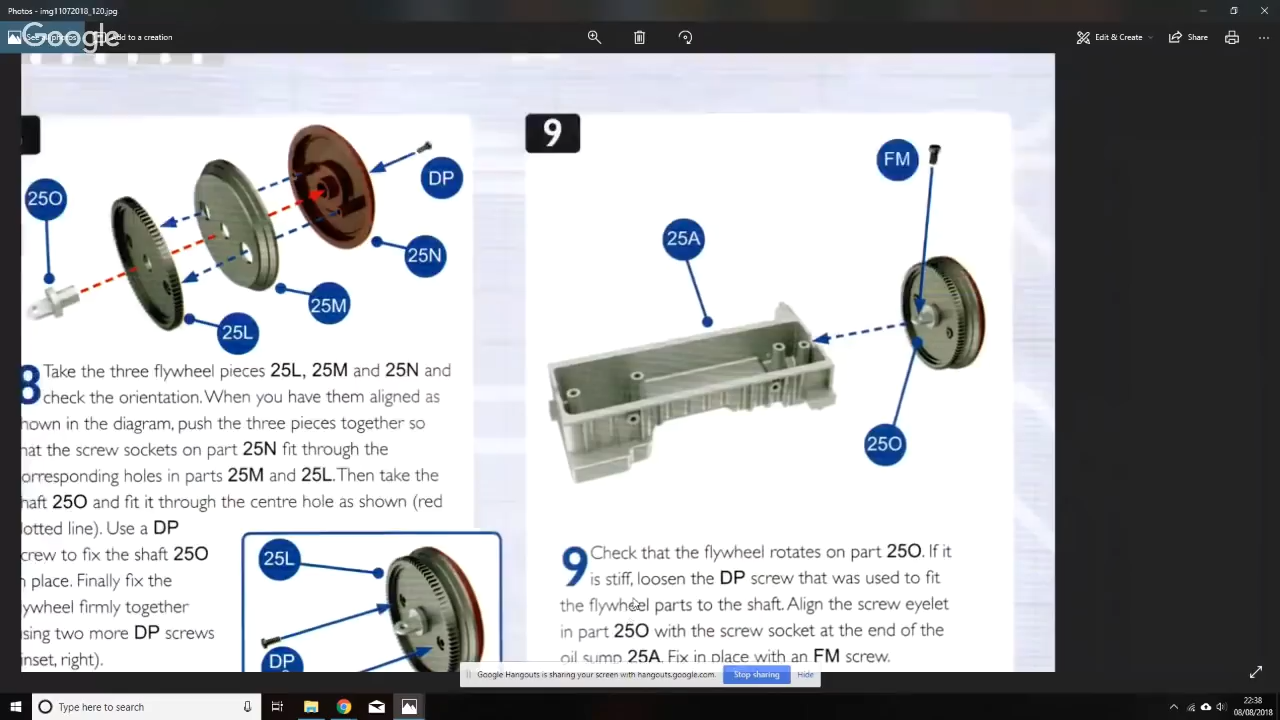 Photos - img11072018_120.jpg
Google
Add to a creation
Edit & Create
Share
9
FM
DP
25O
25A
25N
25M
25L
25O
8 Take the three flywheel pieces 25L, 25M and 25N and
check the orientation. When you have them aligned as
hown in the diagram, push the three pieces together so
hat the screw sockets on part 25N fit through the
orresponding holes in parts 25M and 25L. Then take the
haft 25O and fit it through the centre hole as shown (red
lotted line). Use a DP
crew to fix the shaft 25O
n place. Finally fix the
ywheel firmly together
sing two more DP screws
inset, right).
25L
DP
9 Check that the flywheel rotates on part 25O. If it
is stiff, loosen the DP screw that was used to fit
the flywheel parts to the shaft. Align the screw eyelet
in part 25O with the screw socket at the end of the
oil sump 25A. Fix in place with an FM screw.
Google Hangouts is sharing your screen with hangouts.google.com.
Stop sharing
Hide
Type here to search
22:38
08/08/2018